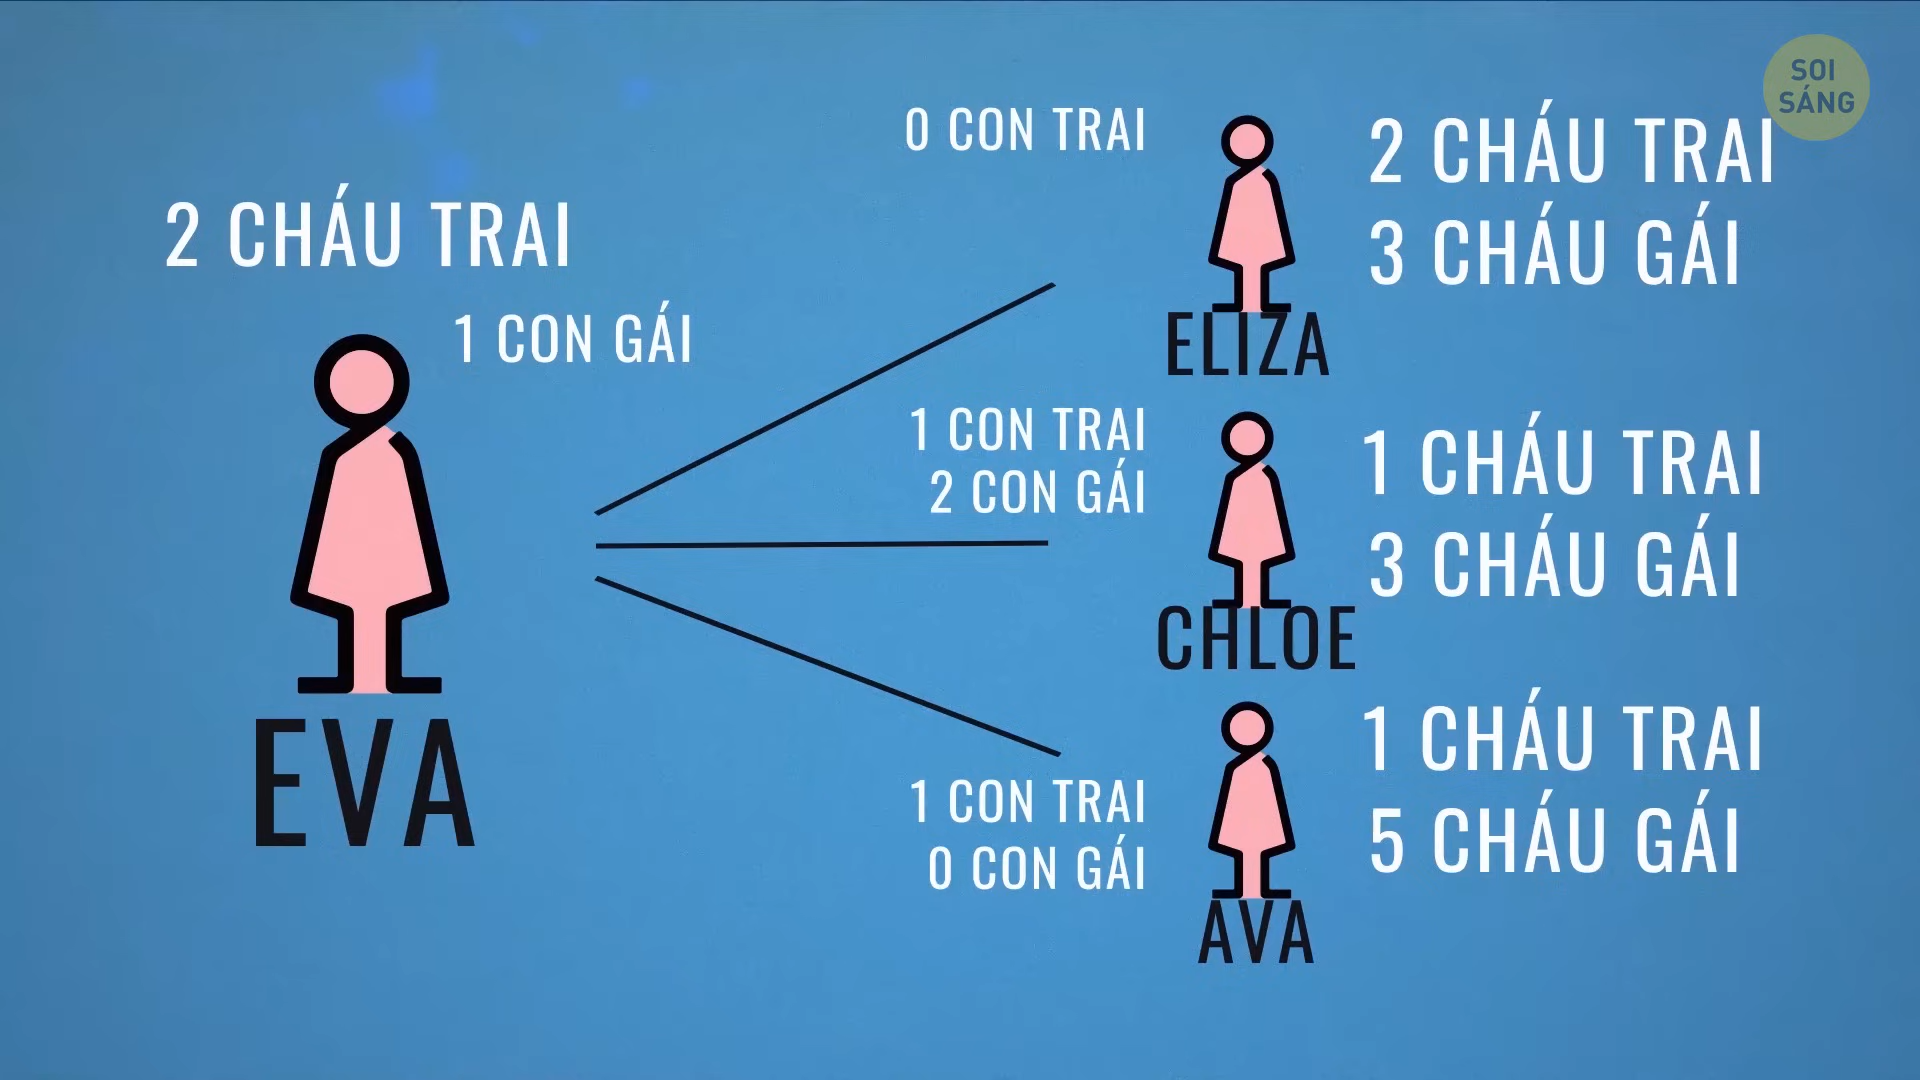 SOI
SÁNG
2 CHÁU TRAI
1 CON GÁI
EVA
0 CON TRAI
2 CHÁU TRAI
3 CHÁU GÁI
ELIZA
1 CON TRAI
2 CON GÁI
1 CHÁU TRAI
3 CHÁU GÁI
CHLOE
1 CON TRAI
0 CON GÁI
1 CHÁU TRAI
5 CHÁU GÁI
AVA